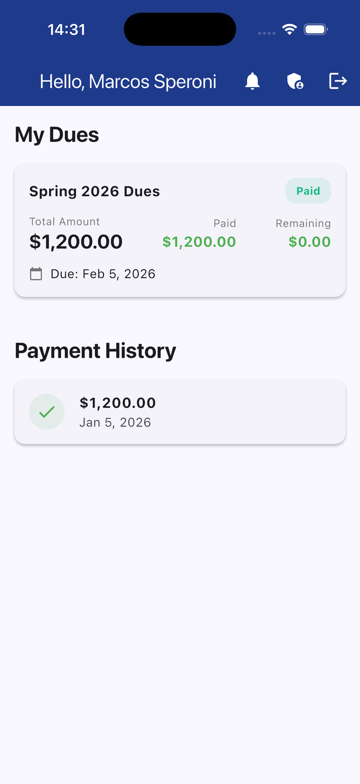 14:31
Hello, Marcos Speroni
My Dues
Spring 2026 Dues
Paid
Total Amount
Paid
Remaining
$1,200.00
$1,200.00
$0.00
Due: Feb 5, 2026
Payment History
$1,200.00
Jan 5, 2026